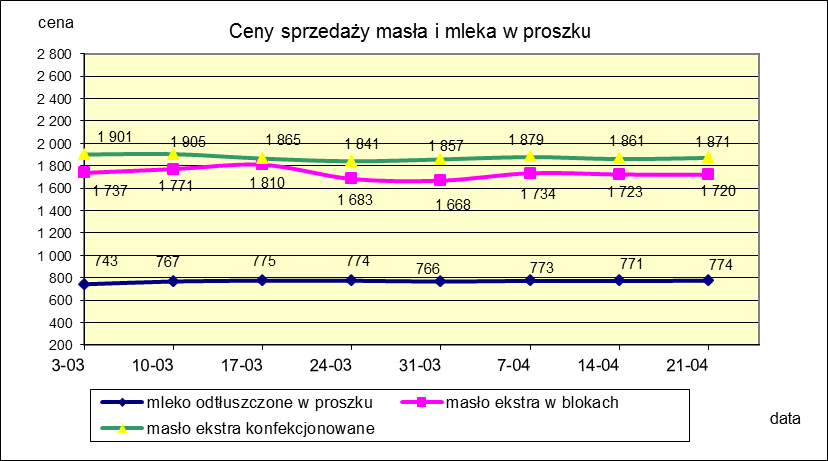 cena
Ceny sprzedaży masła i mleka w proszku
2 800
2 600
2 400
2 200
2 000
1 800
1 600
1 400
1 200
1 000
800
600
400
200
1 901 1 905 1 865 1 841 1 857 1 879 1 861 1 871
1 737 1 771 1 810 1 683 1 668 1 734 1 723 1 720
743 767 775 774 766 773 771 774
3-03 10-03 17-03 24-03 31-03 7-04 14-04 21-04
mleko odtłuszczone w proszku masło ekstra w blokach
masło ekstra konfekcjonowane
data